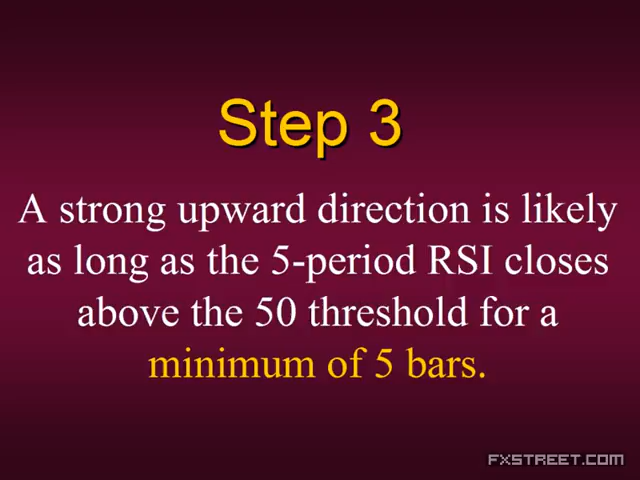 Step 3
A strong upward direction is likely
as long as the 5-period RSI closes
above the 50 threshold for a
minimum of 5 bars.
FXSTREET.COM